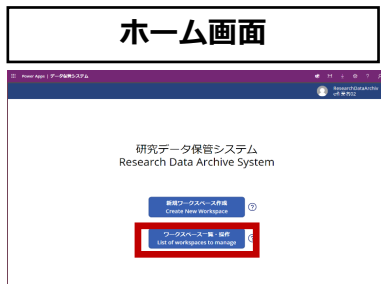 ホーム画面
Power Apps | データ保管システム
ResearchDataArchiv
研究データ保管システム
Research Data Archive System
新規ワークスペース作成
Create New Workspace
?
ワークスペース一覧・操作
List of workspaces to manage